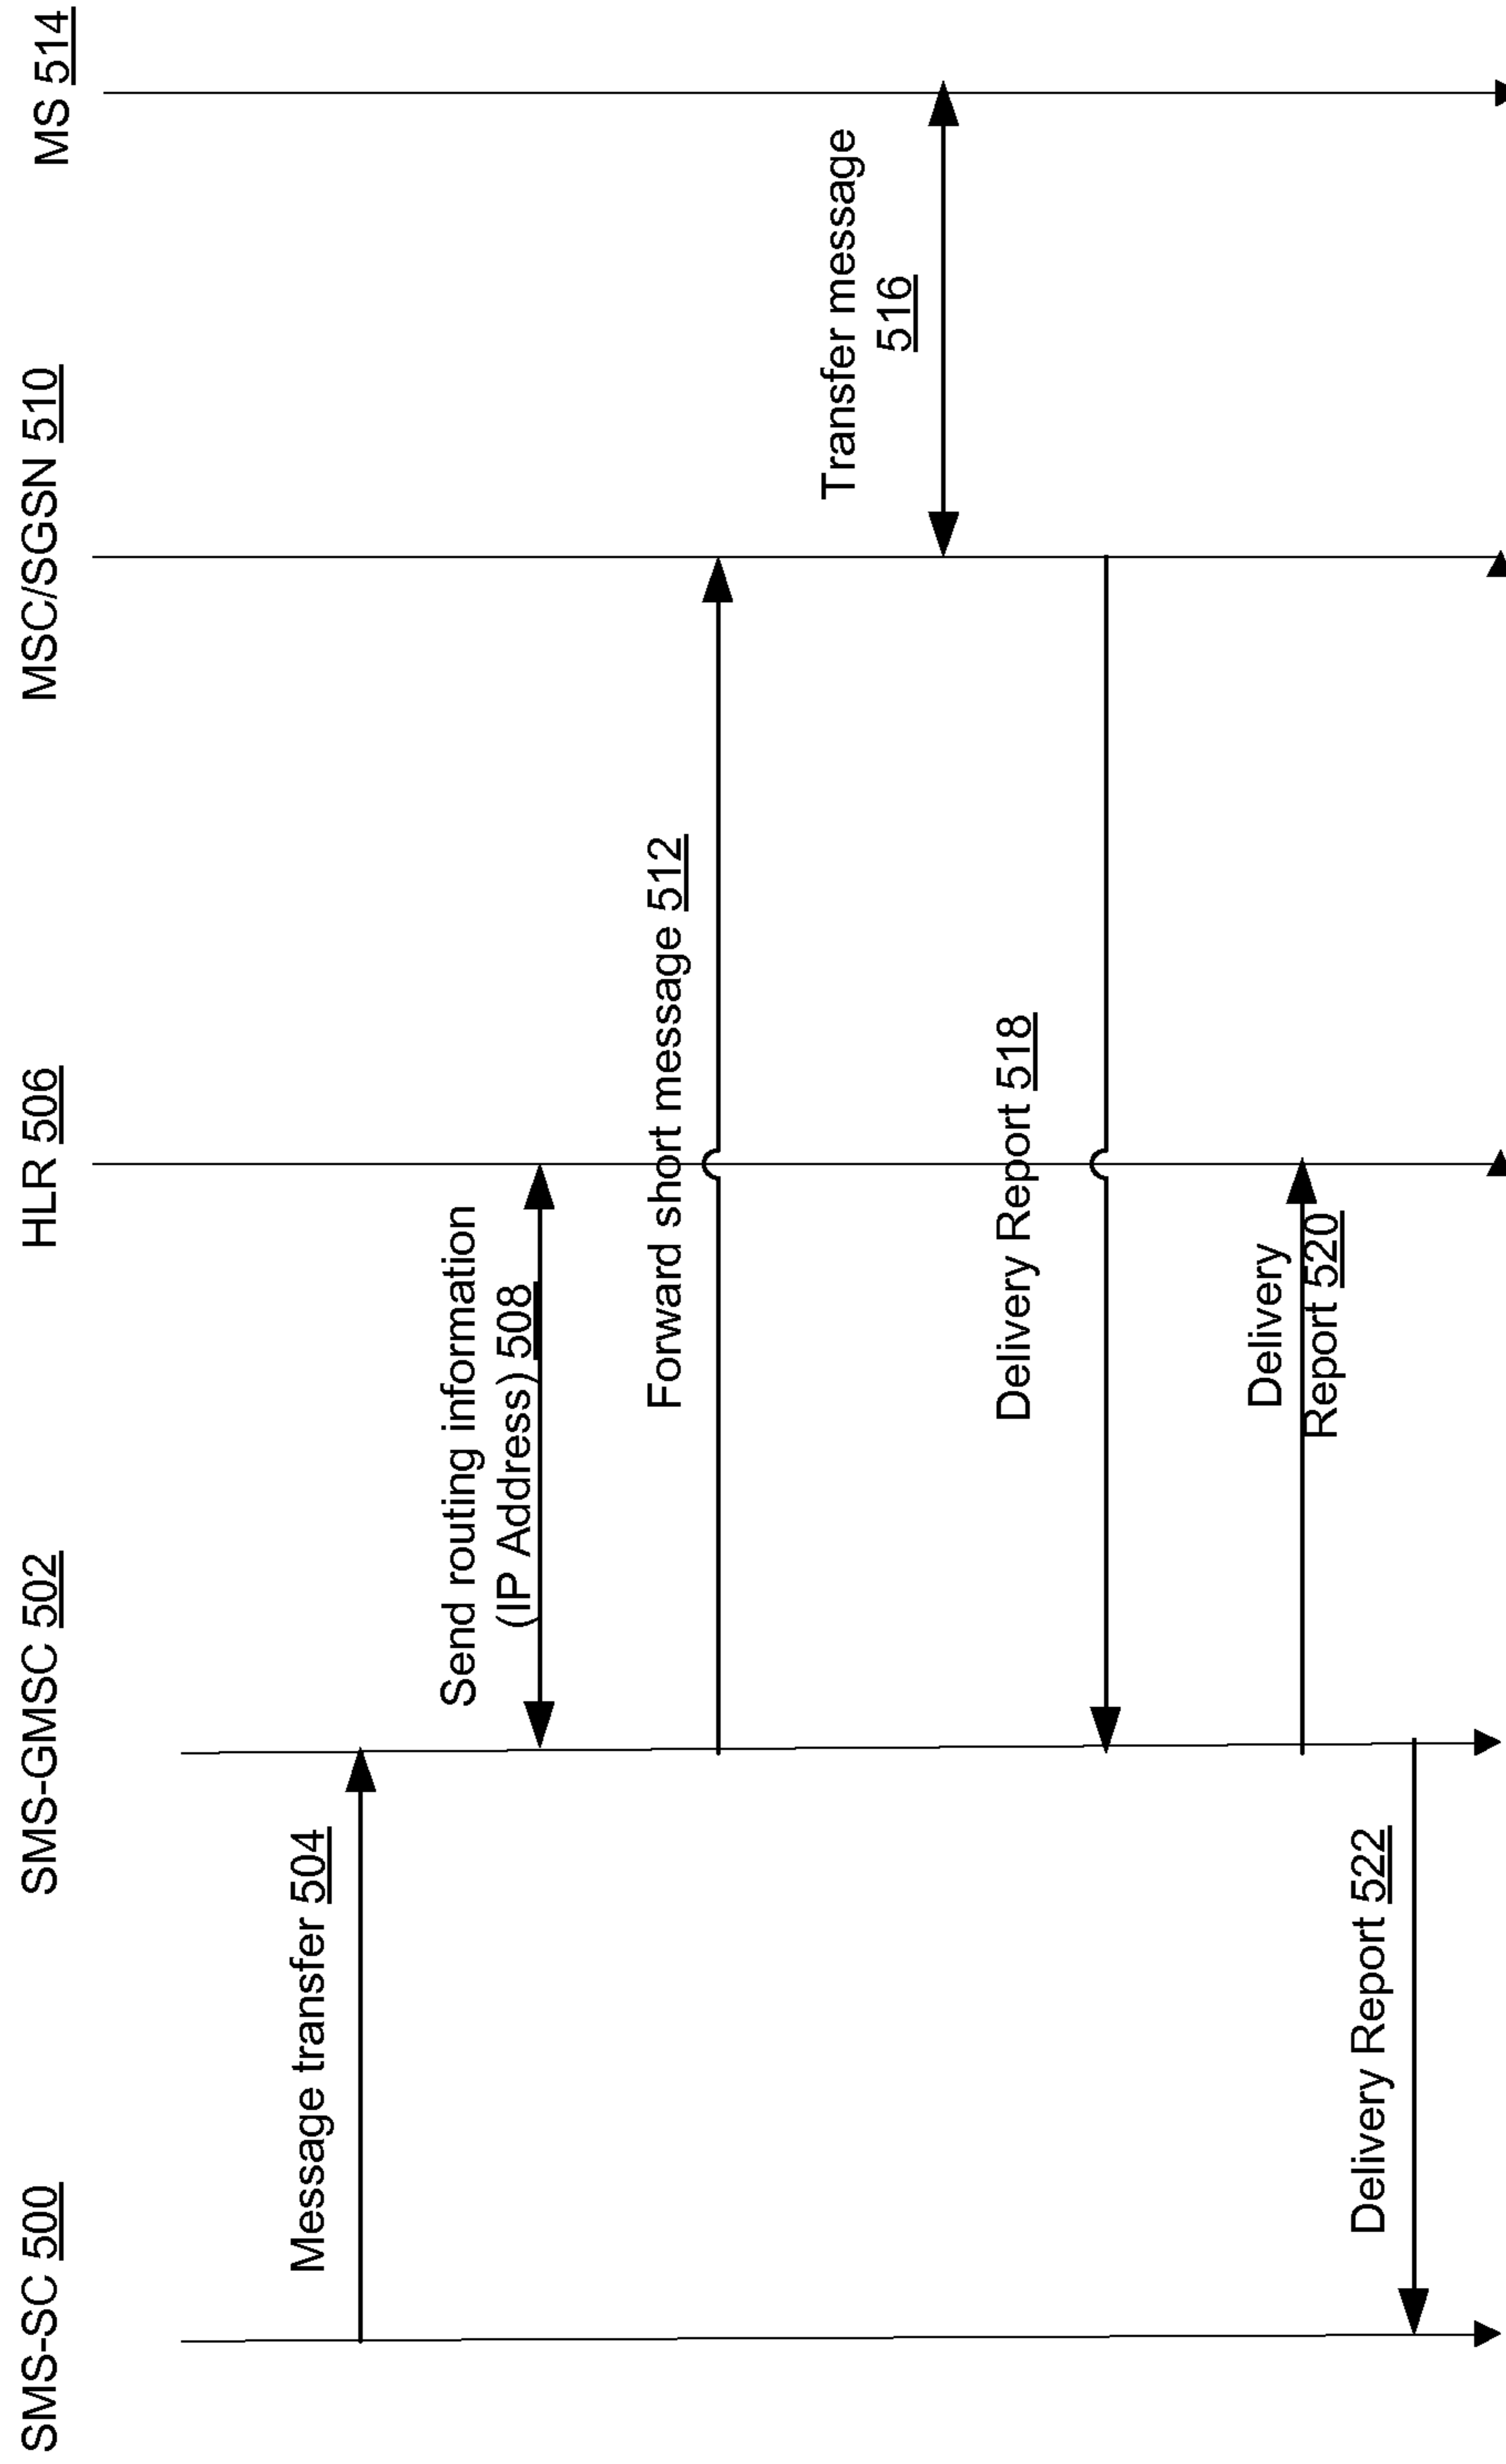 SMS-SC 500
SMS-GMSC 502
HLR 506
MSC/SGSN 510
MS 514
Message transfer 504
Send routing information
(IP Address) 508
Forward short message 512
Transfer message
516
Delivery Report 518
Delivery
Report 520
Delivery Report 522